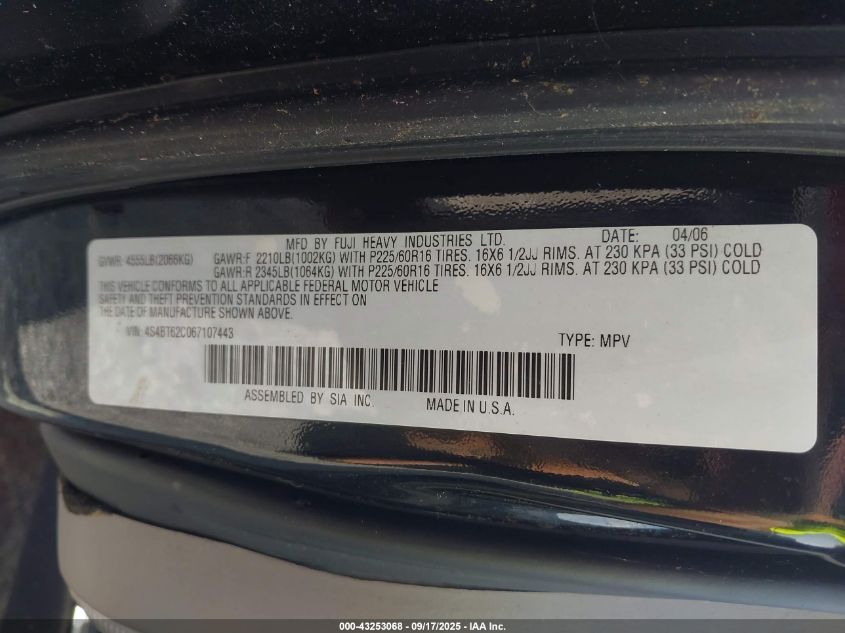 MFD BY FUJI HEAVY INDUSTRIES LTD. DATE: 04/06
GVWR: 4555LB(2066KG) GAWR:F 2210LB(1002KG) WITH P225/60R16 TIRES. 16X6 1/2JJ RIMS. AT 230 KPA (33 PSI) COLD
GAWR:R 2345LB(1064KG) WITH P225/60R16 TIRES. 16X6 1/2JJ RIMS. AT 230 KPA (33 PSI) COLD
THIS VEHICLE CONFORMS TO ALL APPLICABLE FEDERAL MOTOR VEHICLE
SAFETY AND THEFT PREVENTION STANDARDS IN EFFECT ON
THE DATE OF MANUFACTURE SHOWN ABOVE.
VIN: 4S4BT62C067107443 TYPE: MPV
ASSEMBLED BY SIA INC. MADE IN U.S.A.
000-43253068 - 09/17/2025 - IAA Inc.